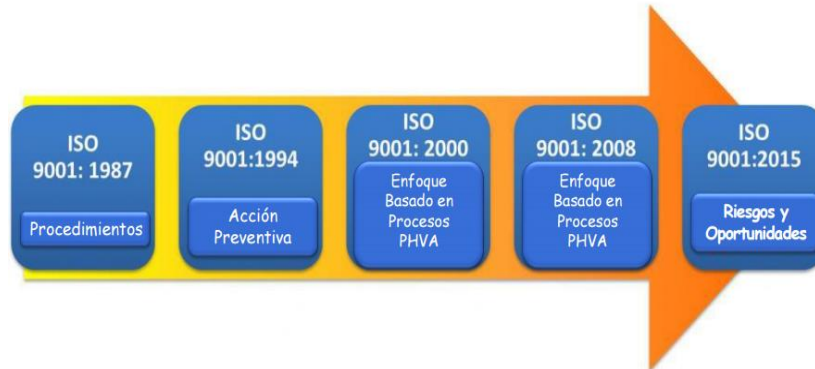 ISO
9001: 1987
Procedimientos
ISO
9001:1994
Acción
Preventiva
ISO
9001: 2000
Enfoque
Basado en
Procesos
PHVA
ISO
9001: 2008
Enfoque
Basado en
Procesos
PHVA
ISO
9001:2015
Riesgos y
Oportunidades